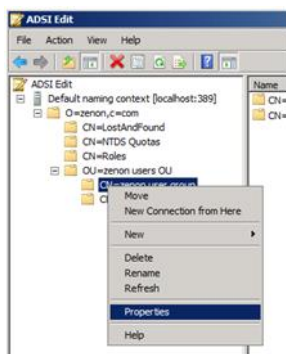 ADSI Edit
File Action View Help
Name
ADSI Edit
Default naming context [localhost:389]
O=zenon,c=com
CN=LostAndFound
CN=NTDS Quotas
CN=Roles
OU=zenon users OU
CN=zenon user group
CN=
CN=
Move
New Connection from Here
New
Delete
Rename
Refresh
Properties
Help